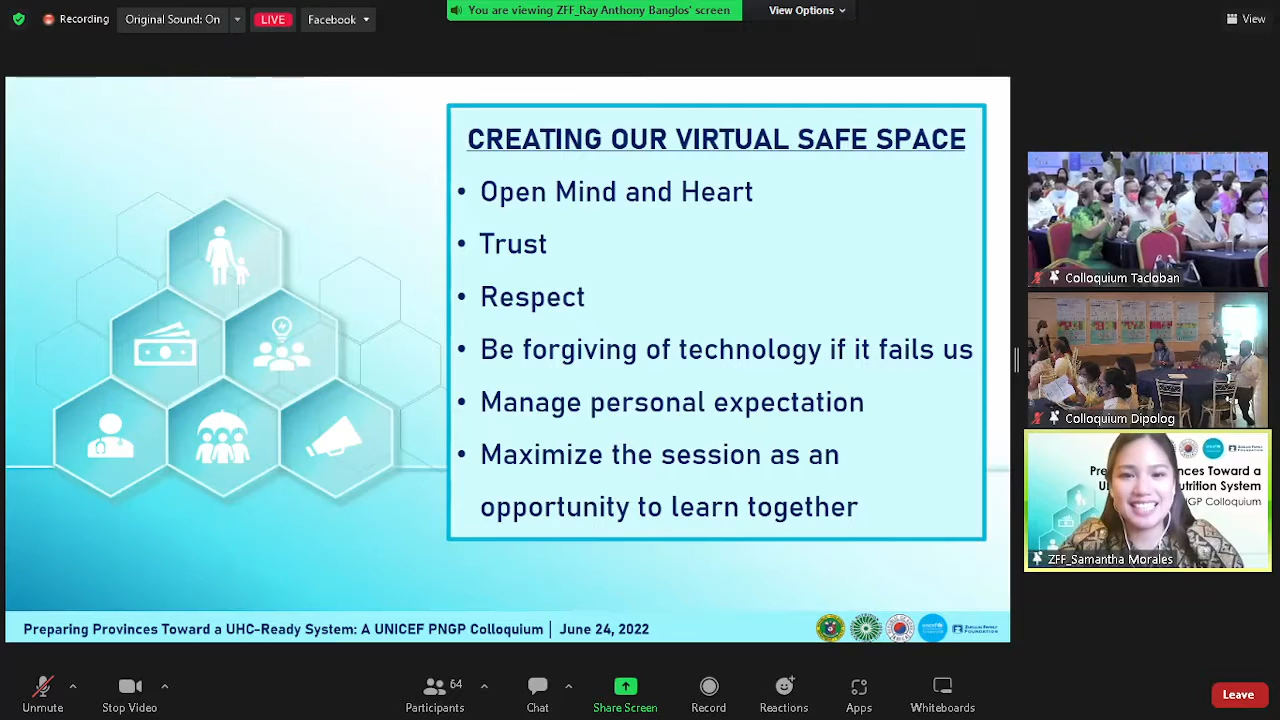 Recording
Original Sound: On
LIVE
Facebook
You are viewing ZFF_Ray Anthony Banglos' screen
View Options
View
CREATING OUR VIRTUAL SAFE SPACE
• Open Mind and Heart
• Trust
• Respect
• Be forgiving of technology if it fails us
• Manage personal expectation
• Maximize the session as an
opportunity to learn together
Colloquium Tacloban
Colloquium Dipolog
Toward a
System
PNGP Colloquium
ZFF_Samantha Morales
Preparing Provinces Toward a UHC-Ready System: A UNICEF PNGP Colloquium | June 24, 2022
Unmute
Stop Video
64
Participants
Chat
Share Screen
Record
Reactions
Apps
Whiteboards
Leave